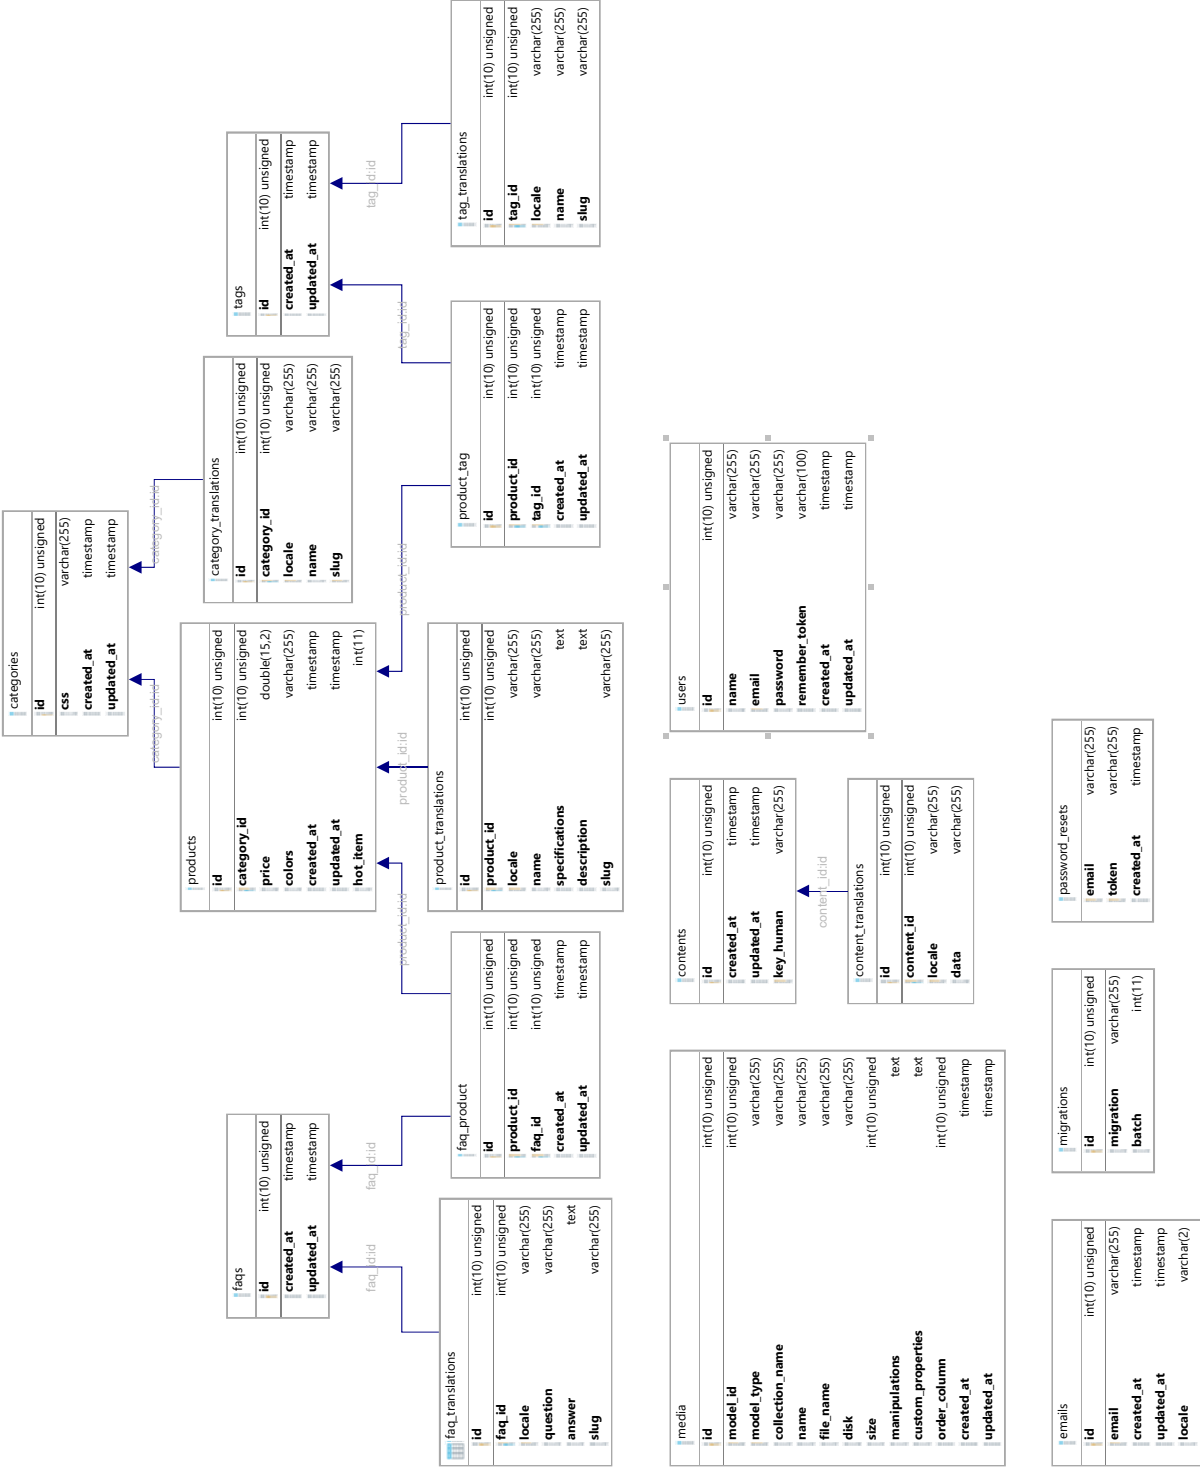 faq_translations
id int(10) unsigned
faq_id int(10) unsigned
locale varchar(255)
question varchar(255)
answer text
slug varchar(255)
faqs
id int(10) unsigned
created_at timestamp
updated_at timestamp
faq_id:id
faq_id:id
faq_product
id int(10) unsigned
product_id int(10) unsigned
faq_id int(10) unsigned
created_at timestamp
updated_at timestamp
product_id:id
products
id int(10) unsigned
category_id int(10) unsigned
price double(15,2)
colors varchar(255)
created_at timestamp
updated_at timestamp
hot_item int(11)
product_id:id
product_translations
id int(10) unsigned
product_id int(10) unsigned
locale varchar(255)
name varchar(255)
specifications text
description text
slug varchar(255)
categories
id int(10) unsigned
css varchar(255)
created_at timestamp
updated_at timestamp
category_id:id
category_id:id
category_translations
id int(10) unsigned
category_id int(10) unsigned
locale varchar(255)
name varchar(255)
slug varchar(255)
product_id:id
product_tag
id int(10) unsigned
product_id int(10) unsigned
tag_id int(10) unsigned
created_at timestamp
updated_at timestamp
tag_id:id
tags
id int(10) unsigned
created_at timestamp
updated_at timestamp
tag_id:id
tag_translations
id int(10) unsigned
tag_id int(10) unsigned
locale varchar(255)
name varchar(255)
slug varchar(255)
media
id int(10) unsigned
model_id int(10) unsigned
model_type varchar(255)
collection_name varchar(255)
name varchar(255)
file_name varchar(255)
disk varchar(255)
size int(10) unsigned
manipulations text
custom_properties text
order_column int(10) unsigned
created_at timestamp
updated_at timestamp
contents
id int(10) unsigned
created_at timestamp
updated_at timestamp
key_human varchar(255)
content_id:id
content_translations
id int(10) unsigned
content_id int(10) unsigned
locale varchar(255)
data varchar(255)
users
id int(10) unsigned
name varchar(255)
email varchar(255)
password varchar(255)
remember_token varchar(100)
created_at timestamp
updated_at timestamp
emails
id int(10) unsigned
email varchar(255)
created_at timestamp
updated_at timestamp
locale varchar(2)
migrations
id int(10) unsigned
migration varchar(255)
batch int(11)
password_resets
email varchar(255)
token varchar(255)
created_at timestamp